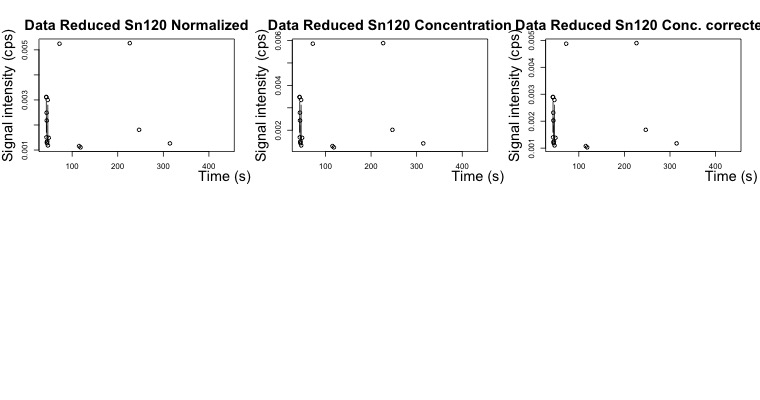 Data Reduced Sn120 Normalized
Signal intensity (cps)
0.001
0.003
0.005
100
200
300
400
Time (s)
Data Reduced Sn120 Concentration
Signal intensity (cps)
0.002
0.004
0.006
100
200
300
400
Time (s)
Data Reduced Sn120 Conc. correcte
Signal intensity (cps)
0.001
0.002
0.003
0.004
0.005
100
200
300
400
Time (s)